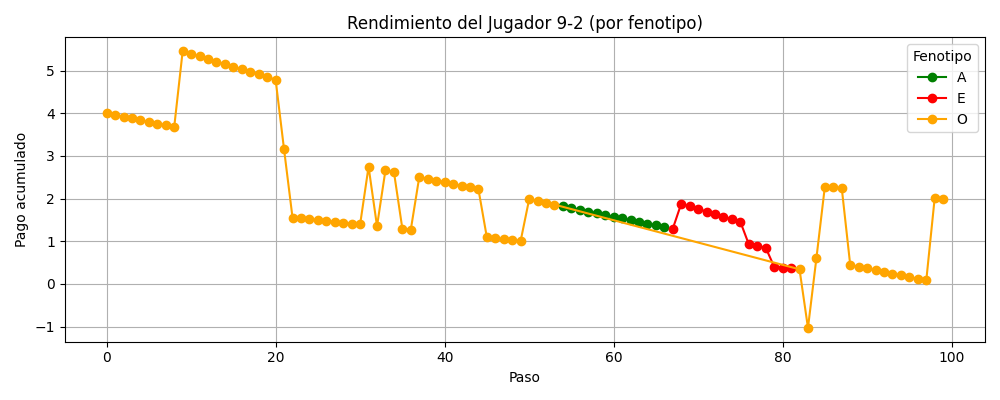 Rendimiento del Jugador 9-2 (por fenotipo)
Pago acumulado
5
4
3
2
1
0
−1
0 20 40 60 80 100
Paso
Fenotipo
A
E
O